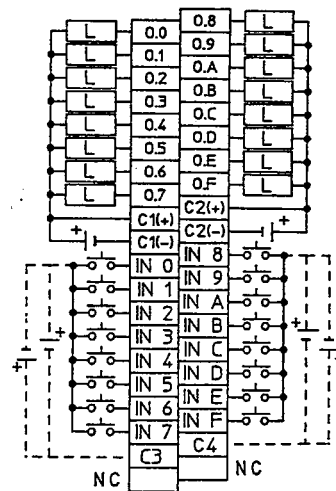 L 0.0 0.8 L
L 0.1 0.9 L
L 0.2 0.A L
L 0.3 0.B L
L 0.4 0.C L
L 0.5 0.D L
L 0.6 0.E L
L 0.7 0.F L
C1(+) C2(+)
+ C1(-) C2(-) +
IN 0 IN 8
IN 1 IN 9
IN 2 IN A
IN 3 IN B
IN 4 IN C
IN 5 IN D
IN 6 IN E
IN 7 IN F
+ + + +
C3 C4
NC NC